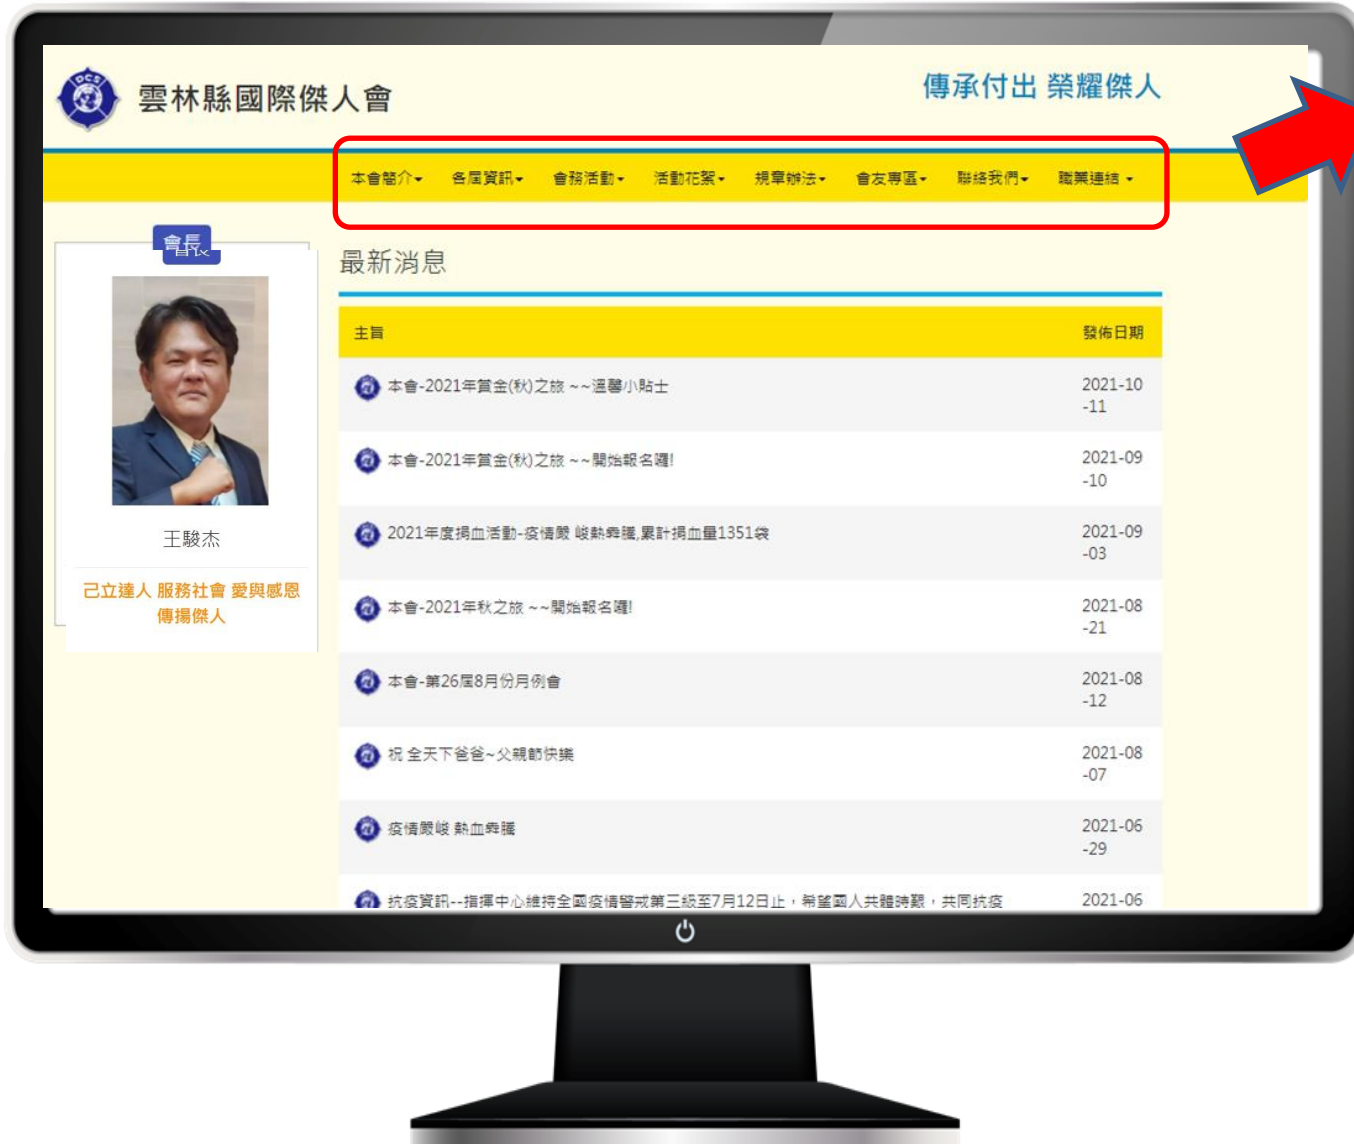 DCS
雲林縣國際傑人會
傳承付出 榮耀傑人
本會簡介 各屆資訊 會務活動 活動花絮 規章辦法 會友專區 聯絡我們 職業連結
會長
王駿杰
己立達人 服務社會 愛與感恩
傳揚傑人
最新消息
主旨 發佈日期
本會-2021年賞金(秋)之旅 ~~溫馨小貼士 2021-10
-11
本會-2021年賞金(秋)之旅 ~~開始報名囉! 2021-09
-10
2021年度捐血活動-疫情嚴 峻熱犇騰,累計捐血量1351袋 2021-09
-03
本會-2021年秋之旅 ~~開始報名囉! 2021-08
-21
本會-第26屆8月份月例會 2021-08
-12
祝 全天下爸爸~父親節快樂 2021-08
-07
疫情嚴峻 熱血犇騰 2021-06
-29
抗疫資訊--指揮中心維持全國疫情警戒第三級至7月12日止，希望國人共體時艱，共同抗疫 2021-06